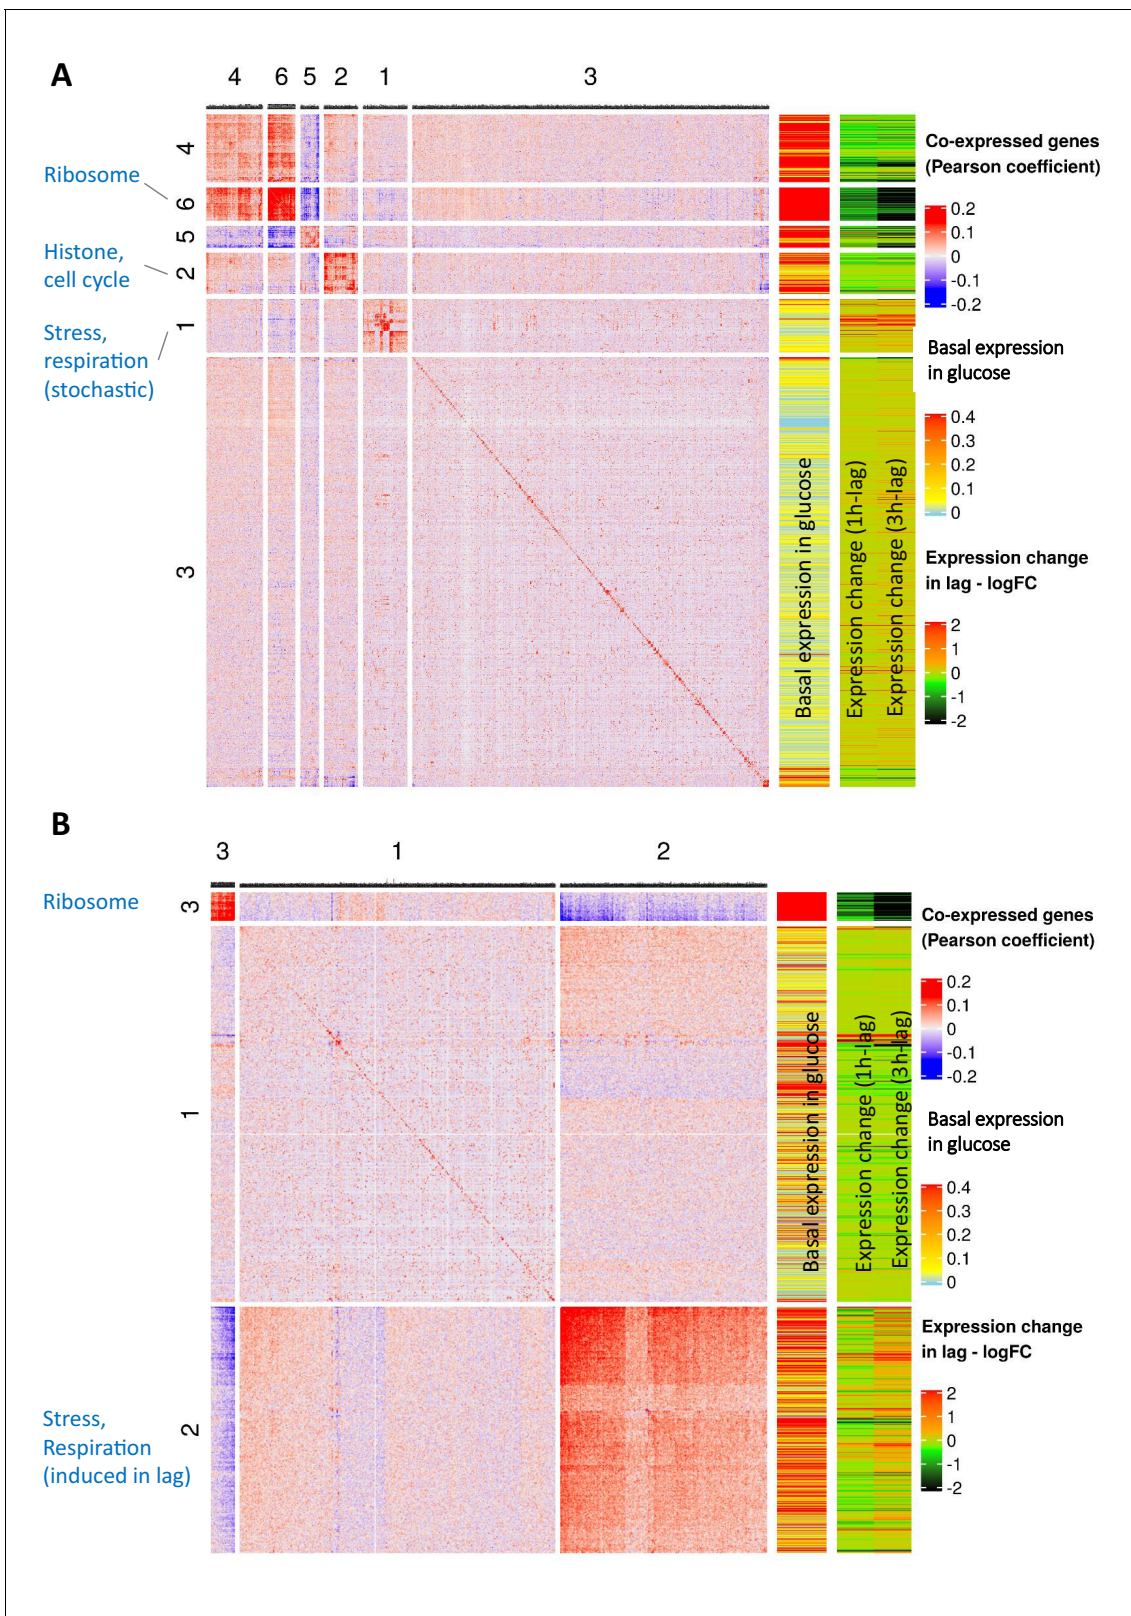 A
4 6 5 2 1 3
4
Ribosome
6
5
Histone,
cell cycle
2
Stress,
respiration
(stochastic)
1
3
Basal expression in glucose
Expression change (1h-lag)
Expression change (3h-lag)
Co-expressed genes
(Pearson coefficient)
0.2
0.1
0
-0.1
-0.2
Basal expression
in glucose
0.4
0.3
0.2
0.1
0
Expression change
in lag - logFC
2
1
0
-1
-2
B
3 1 2
Ribosome
3
1
Stress,
Respiration
(induced in lag)
2
Basal expression in glucose
Expression change (1h-lag)
Expression change (3h-lag)
Co-expressed genes
(Pearson coefficient)
0.2
0.1
0
-0.1
-0.2
Basal expression
in glucose
0.4
0.3
0.2
0.1
0
Expression change
in lag - logFC
2
1
0
-1
-2